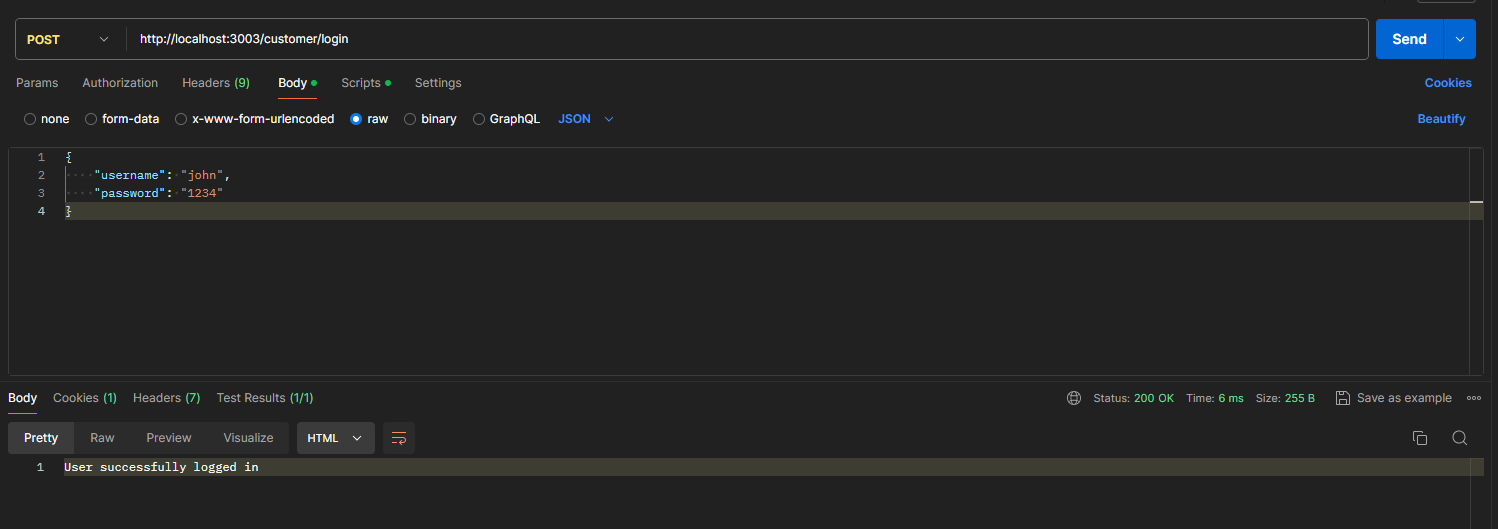 POST http://localhost:3003/customer/login Send
Params Authorization Headers (9) Body Scripts Settings Cookies
none form-data x-www-form-urlencoded raw binary GraphQL JSON Beautify
1 {
2 "username": "john",
3 "password": "1234"
4 }
Body Cookies (1) Headers (7) Test Results (1/1) Status: 200 OK Time: 6 ms Size: 255 B Save as example
Pretty Raw Preview Visualize HTML
1 User successfully logged in